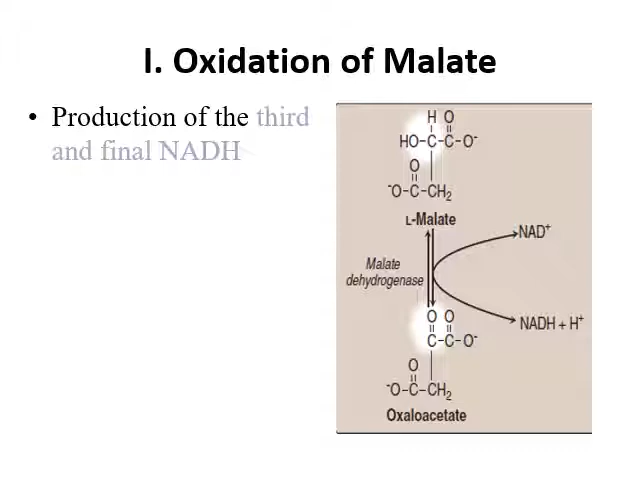 I. Oxidation of Malate
• Production of the third
and final NADH
H O
HO-C-C-O⁻
O
⁻O-C-CH₂
L-Malate
NAD⁺
Malate
dehydrogenase
O O
NADH + H⁺
C-C-O⁻
O
⁻O-C-CH₂
Oxaloacetate